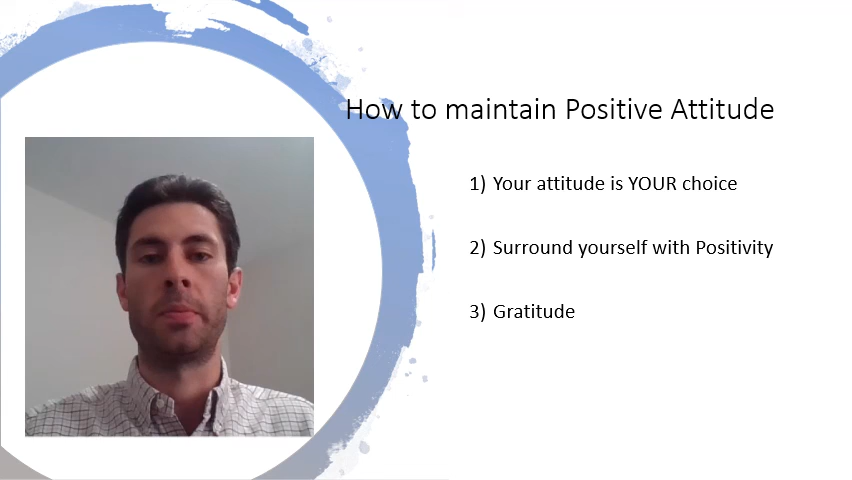 How to maintain Positive Attitude
1) Your attitude is YOUR choice
2) Surround yourself with Positivity
3) Gratitude